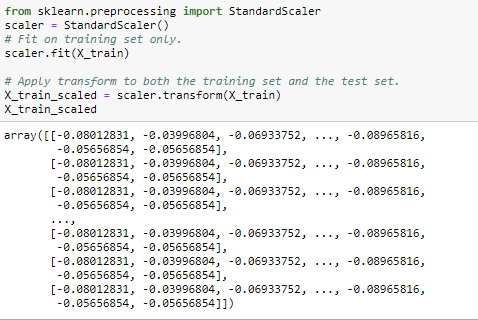 from sklearn.preprocessing import StandardScaler
scaler = StandardScaler()
# Fit on training set only.
scaler.fit(X_train)

# Apply transform to both the training set and the test set.
X_train_scaled = scaler.transform(X_train)
X_train_scaled
array([[-0.08012831, -0.03996804, -0.06933752, ..., -0.08965816,
        -0.05656854, -0.05656854],
       [-0.08012831, -0.03996804, -0.06933752, ..., -0.08965816,
        -0.05656854, -0.05656854],
       [-0.08012831, -0.03996804, -0.06933752, ..., -0.08965816,
        -0.05656854, -0.05656854],
       ...,
       [-0.08012831, -0.03996804, -0.06933752, ..., -0.08965816,
        -0.05656854, -0.05656854],
       [-0.08012831, -0.03996804, -0.06933752, ..., -0.08965816,
        -0.05656854, -0.05656854],
       [-0.08012831, -0.03996804, -0.06933752, ..., -0.08965816,
        -0.05656854, -0.05656854]])